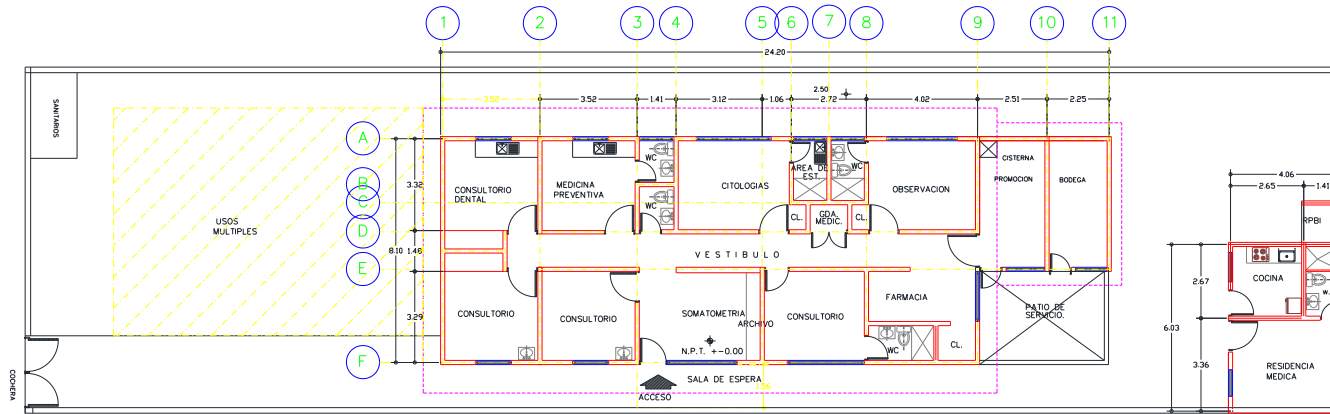 1 2 3 4 5 6 7 8 9 10 11
24.20
2.50
3.52 3.52 1.41 3.12 1.06 2.72 4.02 2.51 2.25
A
B
C
D
E
F
3.32
8.10 1.48
3.29
SANITARIOS
USOS
MULTIPLES
COCHERA
CONSULTORIO
DENTAL
MEDICINA
PREVENTIVA
WC
WC
CITOLOGIAS
AREA DE
EST.
WC
OBSERVACION
CISTERNA
PROMOCION
BODEGA
CL.
GDA.
MEDIC.
CL.
VESTIBULO
CONSULTORIO
CONSULTORIO
SOMATOMETRIA
ARCHIVO
N.P.T. +-0.00
CONSULTORIO
FARMACIA
WC
CL.
PATIO DE
SERVICIO.
SALA DE ESPERA
ACCESO
4.06
2.65 1.41
RPBI
COCINA
W.
2.67
6.03
3.36
RESIDENCIA
MEDICA